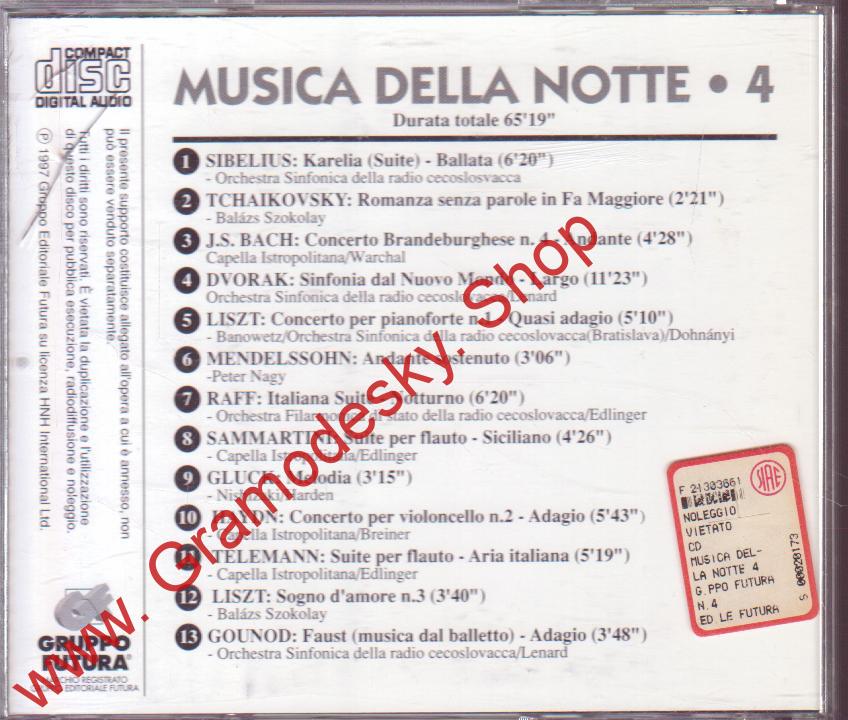 COMPACT
disc
DIGITAL AUDIO
MUSICA DELLA NOTTE • 4
Durata totale 65'19"
1 SIBELIUS: Karelia (Suite) - Ballata (6'20")
- Orchestra Sinfonica della radio cecoslosvacca
2 TCHAIKOVSKY: Romanza senza parole in Fa Maggiore (2'21")
- Balázs Szokolay
3 J.S. BACH: Concerto Brandeburghese n. 4 - Andante (4'28")
Capella Istropolitana/Warchal
4 DVORAK: Sinfonia dal Nuovo Mondo - Largo (11'23")
Orchestra Sinfonica della radio cecoslovacca/Lenard
5 LISZT: Concerto per pianoforte n.1 - Quasi adagio (5'10")
- Banowetz/Orchestra Sinfonica della radio cecoslovacca(Bratislava)/Dohnányi
6 MENDELSSOHN: Andante sostenuto (3'06")
-Peter Nagy
7 RAFF: Italiana Suite - Notturno (6'20")
- Orchestra Filarmonica di stato della radio cecoslovacca/Edlinger
8 SAMMARTINI: Suite per flauto - Siciliano (4'26")
- Capella Istropolitana/Edlinger
9 GLUCK: Melodia (3'15")
- Nishizaki/Harden
10 HAYDN: Concerto per violoncello n.2 - Adagio (5'43")
- Capella Istropolitana/Breiner
11 TELEMANN: Suite per flauto - Aria italiana (5'19")
- Capella Istropolitana/Edlinger
12 LISZT: Sogno d'amore n.3 (3'40")
- Balázs Szokolay
13 GOUNOD: Faust (musica dal balletto) - Adagio (3'48")
- Orchestra Sinfonica della radio cecoslovacca/Lenard
Il presente supporto costituisce allegato all'opera a cui è annesso, non
può essere venduto separatamente.
Tutti i diritti sono riservati. È vietata la duplicazione e l'utilizzazione
di questo disco per pubblica esecuzione, radiodiffusione e noleggio.
℗ 1997 Gruppo Editoriale Futura su licenza HNH International Ltd.
GRUPPO
FUTURA®
MARCHIO REGISTRATO
GRUPPO EDITORIALE FUTURA
F 21303661
SIAE
NOLEGGIO
VIETATO
CD
MUSICA DEL-
LA NOTTE 4
G.PPO FUTURA
N.4
ED LE FUTURA
S 00020173
www.Gramodesky.Shop